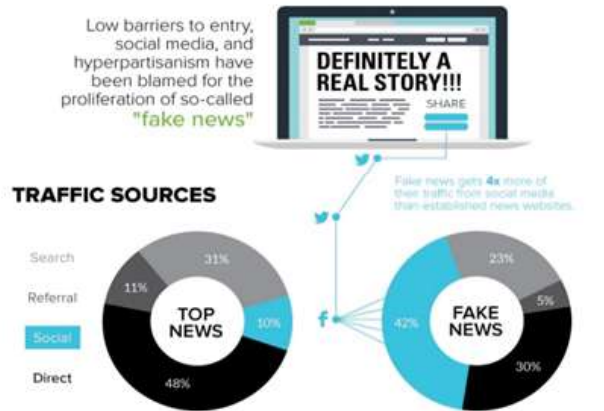 Low barriers to entry,
social media, and
hyperpartisanism have
been blamed for the
proliferation of so-called
"fake news"
DEFINITELY A
REAL STORY!!!
SHARE
Fake news gets 4x more of
their traffic from social media
than established news websites.
TRAFFIC SOURCES
Search
Referral
Social
Direct
31%
11%
TOP
NEWS
10%
48%
23%
5%
FAKE
NEWS
42%
30%